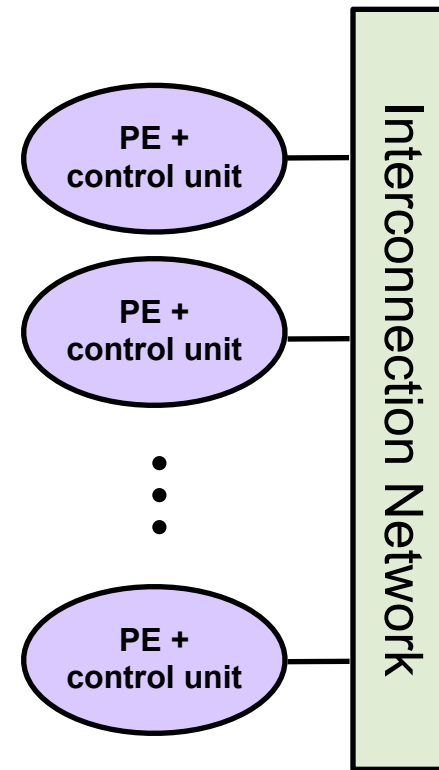 PE +
control unit
PE +
control unit
PE +
control unit
Interconnection Network